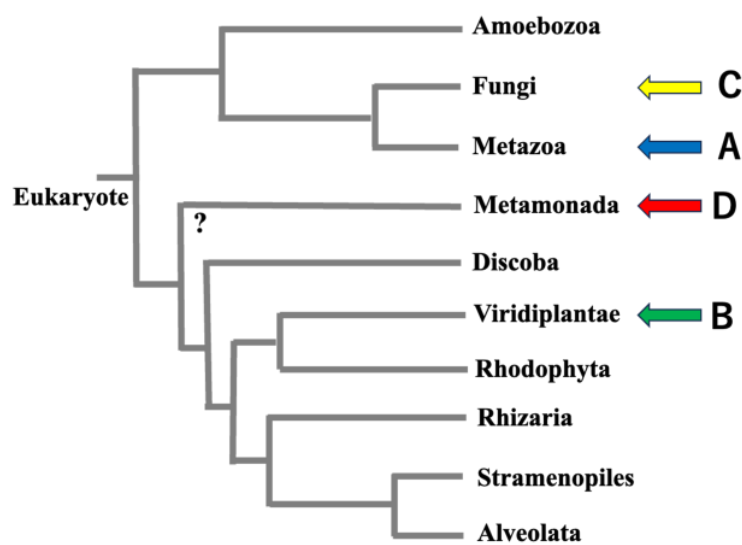 Amoebozoa
Fungi C
Metazoa A
Eukaryote
Metamonada D
?
Discoba
Viridiplantae B
Rhodophyta
Rhizaria
Stramenopiles
Alveolata